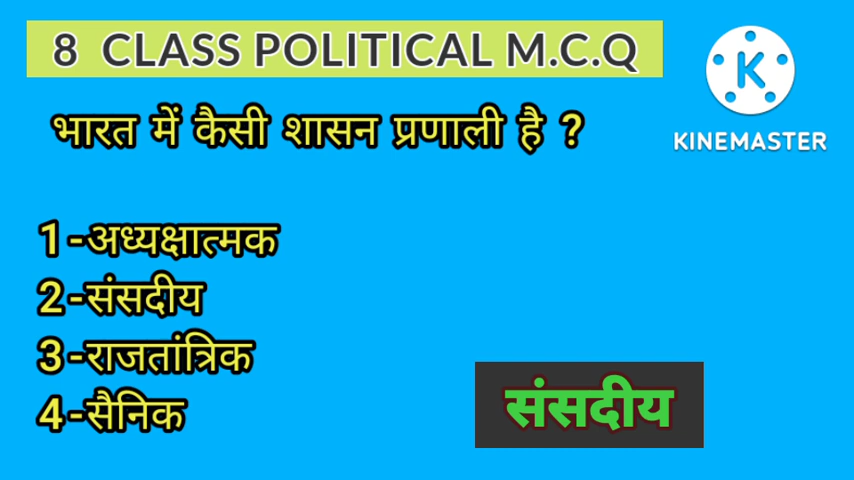 8 CLASS POLITICAL M.C.Q
K
KINEMASTER
भारत में कैसी शासन प्रणाली है ?
1-अध्यक्षात्मक
2-संसदीय
3-राजतांत्रिक
4-सैनिक
संसदीय